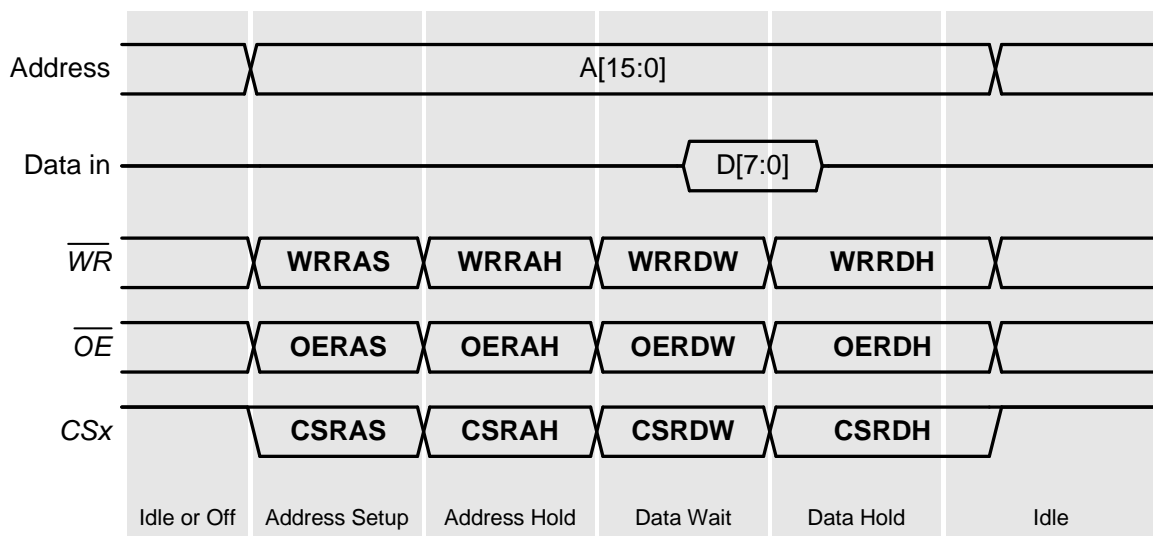 Address A[15:0]
Data in D[7:0]
WR WRRAS WRRAH WRRDW WRRDH
OE OERAS OERAH OERDW OERDH
CSx CSRAS CSRAH CSRDW CSRDH
Idle or Off Address Setup Address Hold Data Wait Data Hold Idle